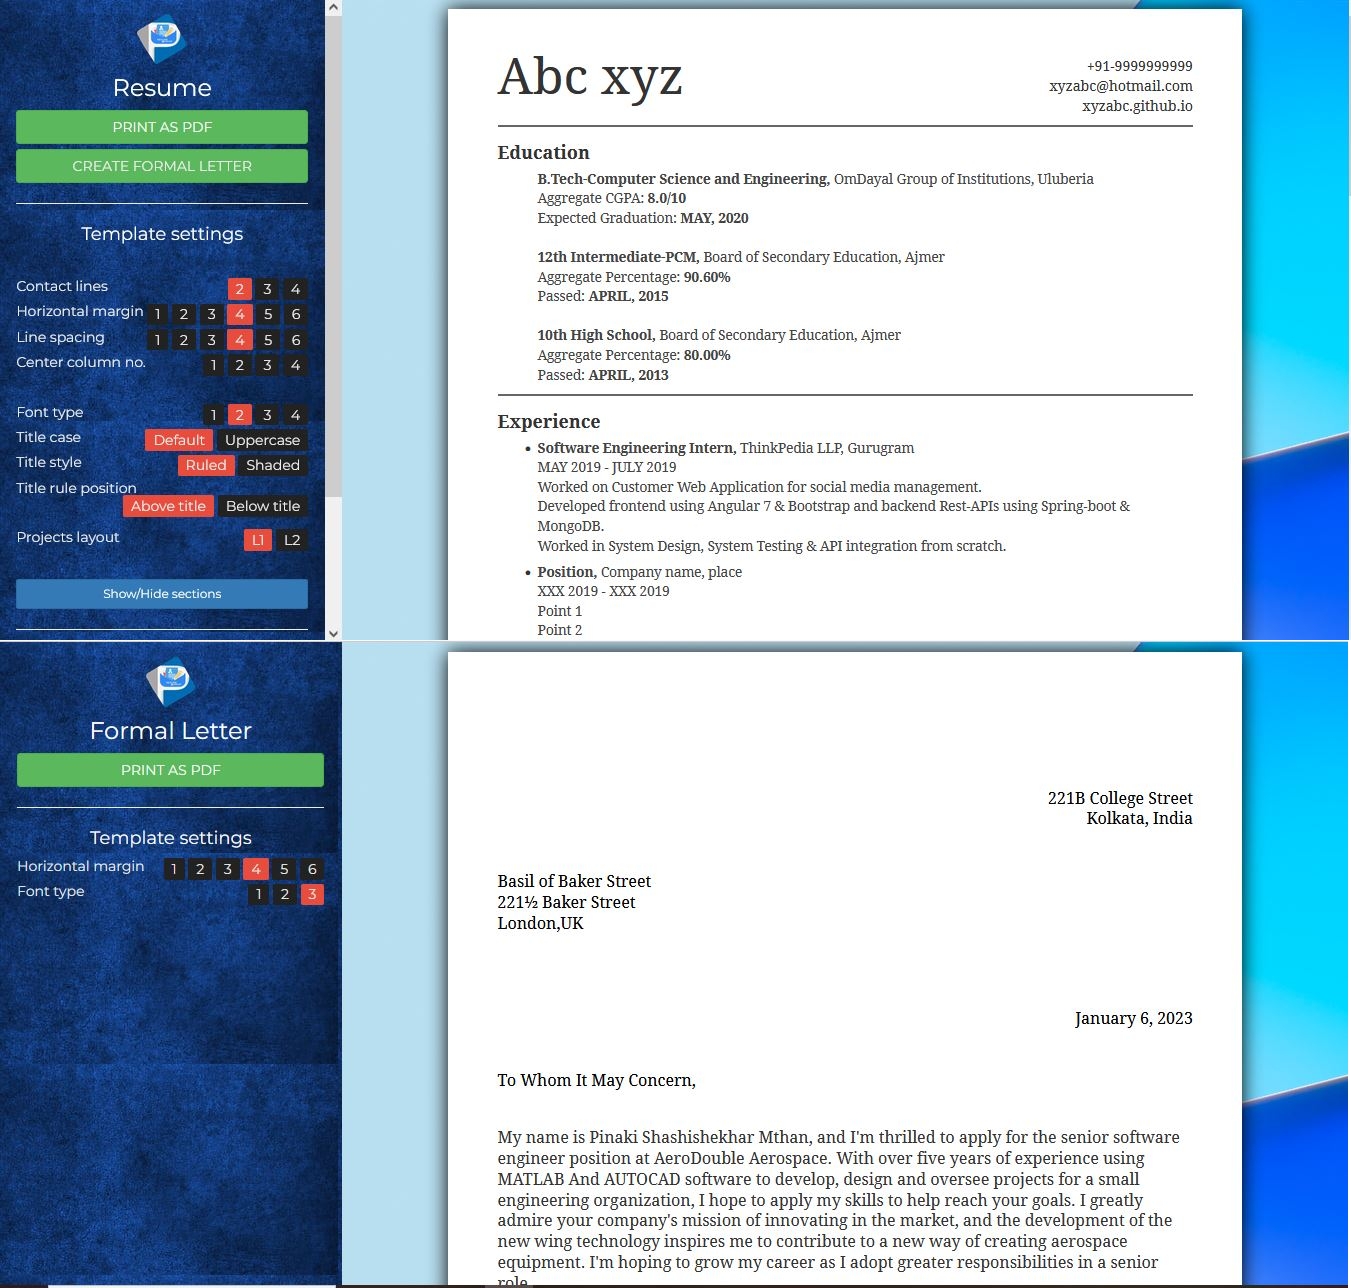 Resume
PRINT AS PDF
CREATE FORMAL LETTER
Template settings
Contact lines 2 3 4
Horizontal margin 1 2 3 4 5 6
Line spacing 1 2 3 4 5 6
Center column no. 1 2 3 4
Font type 1 2 3 4
Title case Default Uppercase
Title style Ruled Shaded
Title rule position
Above title Below title
Projects layout L1 L2
Show/Hide sections
Abc xyz
+91-9999999999
xyzabc@hotmail.com
xyzabc.github.io
Education
B.Tech-Computer Science and Engineering, OmDayal Group of Institutions, Uluberia
Aggregate CGPA: 8.0/10
Expected Graduation: MAY, 2020
12th Intermediate-PCM, Board of Secondary Education, Ajmer
Aggregate Percentage: 90.60%
Passed: APRIL, 2015
10th High School, Board of Secondary Education, Ajmer
Aggregate Percentage: 80.00%
Passed: APRIL, 2013
Experience
• Software Engineering Intern, ThinkPedia LLP, Gurugram
MAY 2019 - JULY 2019
Worked on Customer Web Application for social media management.
Developed frontend using Angular 7 & Bootstrap and backend Rest-APIs using Spring-boot &
MongoDB.
Worked in System Design, System Testing & API integration from scratch.
• Position, Company name, place
XXX 2019 - XXX 2019
Point 1
Point 2
Formal Letter
PRINT AS PDF
Template settings
Horizontal margin 1 2 3 4 5 6
Font type 1 2 3
221B College Street
Kolkata, India
Basil of Baker Street
221½ Baker Street
London,UK
January 6, 2023
To Whom It May Concern,
My name is Pinaki Shashishekhar Mthan, and I'm thrilled to apply for the senior software
engineer position at AeroDouble Aerospace. With over five years of experience using
MATLAB And AUTOCAD software to develop, design and oversee projects for a small
engineering organization, I hope to apply my skills to help reach your goals. I greatly
admire your company's mission of innovating in the market, and the development of the
new wing technology inspires me to contribute to a new way of creating aerospace
equipment. I'm hoping to grow my career as I adopt greater responsibilities in a senior
role.